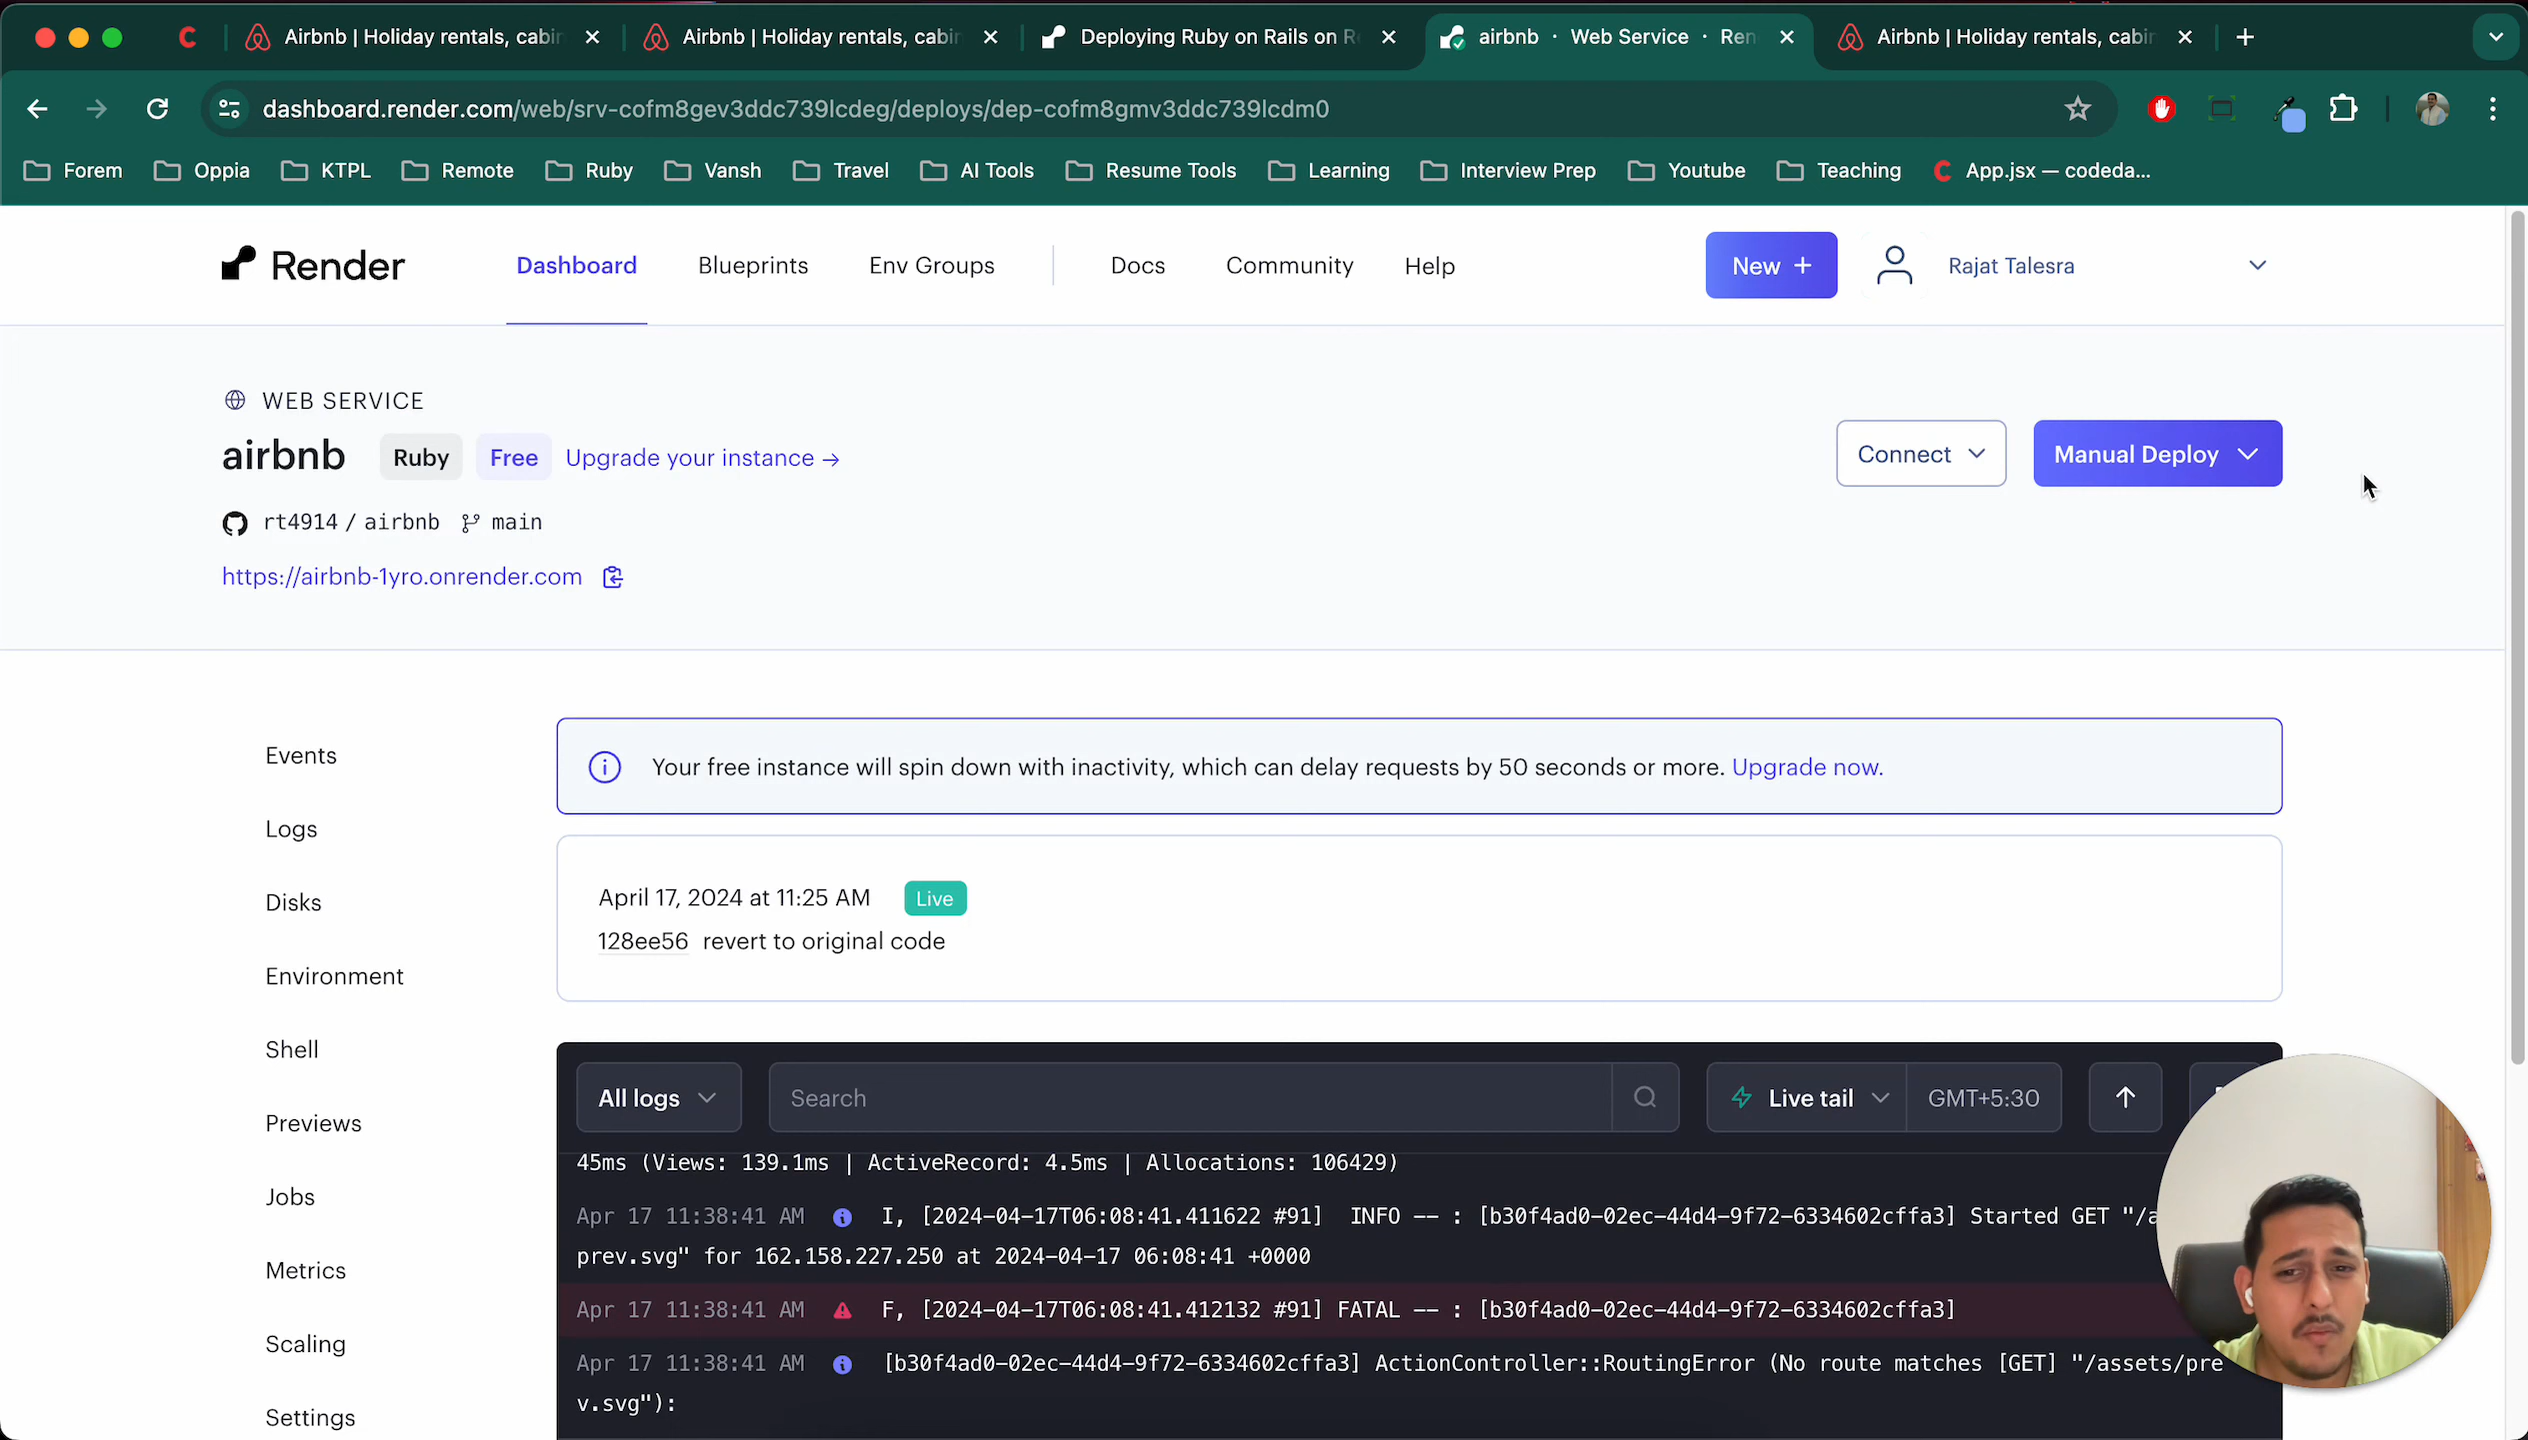 Airbnb | Holiday rentals, cabin
Airbnb | Holiday rentals, cabin
Deploying Ruby on Rails on Re
airbnb · Web Service · Ren
Airbnb | Holiday rentals, cabin
dashboard.render.com/web/srv-cofm8gev3ddc739lcdeg/deploys/dep-cofm8gmv3ddc739lcdm0
Forem
Oppia
KTPL
Remote
Ruby
Vansh
Travel
AI Tools
Resume Tools
Learning
Interview Prep
Youtube
Teaching
App.jsx — codeda...
Render
Dashboard
Blueprints
Env Groups
Docs
Community
Help
New +
Rajat Talesra
WEB SERVICE
airbnb Ruby Free Upgrade your instance →
Connect
Manual Deploy
rt4914 / airbnb main
https://airbnb-1yro.onrender.com
Events
Logs
Disks
Environment
Shell
Previews
Jobs
Metrics
Scaling
Settings
Your free instance will spin down with inactivity, which can delay requests by 50 seconds or more. Upgrade now.
April 17, 2024 at 11:25 AM Live
128ee56 revert to original code
All logs
Search
Live tail
GMT+5:30
45ms (Views: 139.1ms | ActiveRecord: 4.5ms | Allocations: 106429)
Apr 17 11:38:41 AM I, [2024-04-17T06:08:41.411622 #91] INFO -- : [b30f4ad0-02ec-44d4-9f72-6334602cffa3] Started GET "/a
prev.svg" for 162.158.227.250 at 2024-04-17 06:08:41 +0000
Apr 17 11:38:41 AM F, [2024-04-17T06:08:41.412132 #91] FATAL -- : [b30f4ad0-02ec-44d4-9f72-6334602cffa3]
Apr 17 11:38:41 AM [b30f4ad0-02ec-44d4-9f72-6334602cffa3] ActionController::RoutingError (No route matches [GET] "/assets/pre
v.svg"):